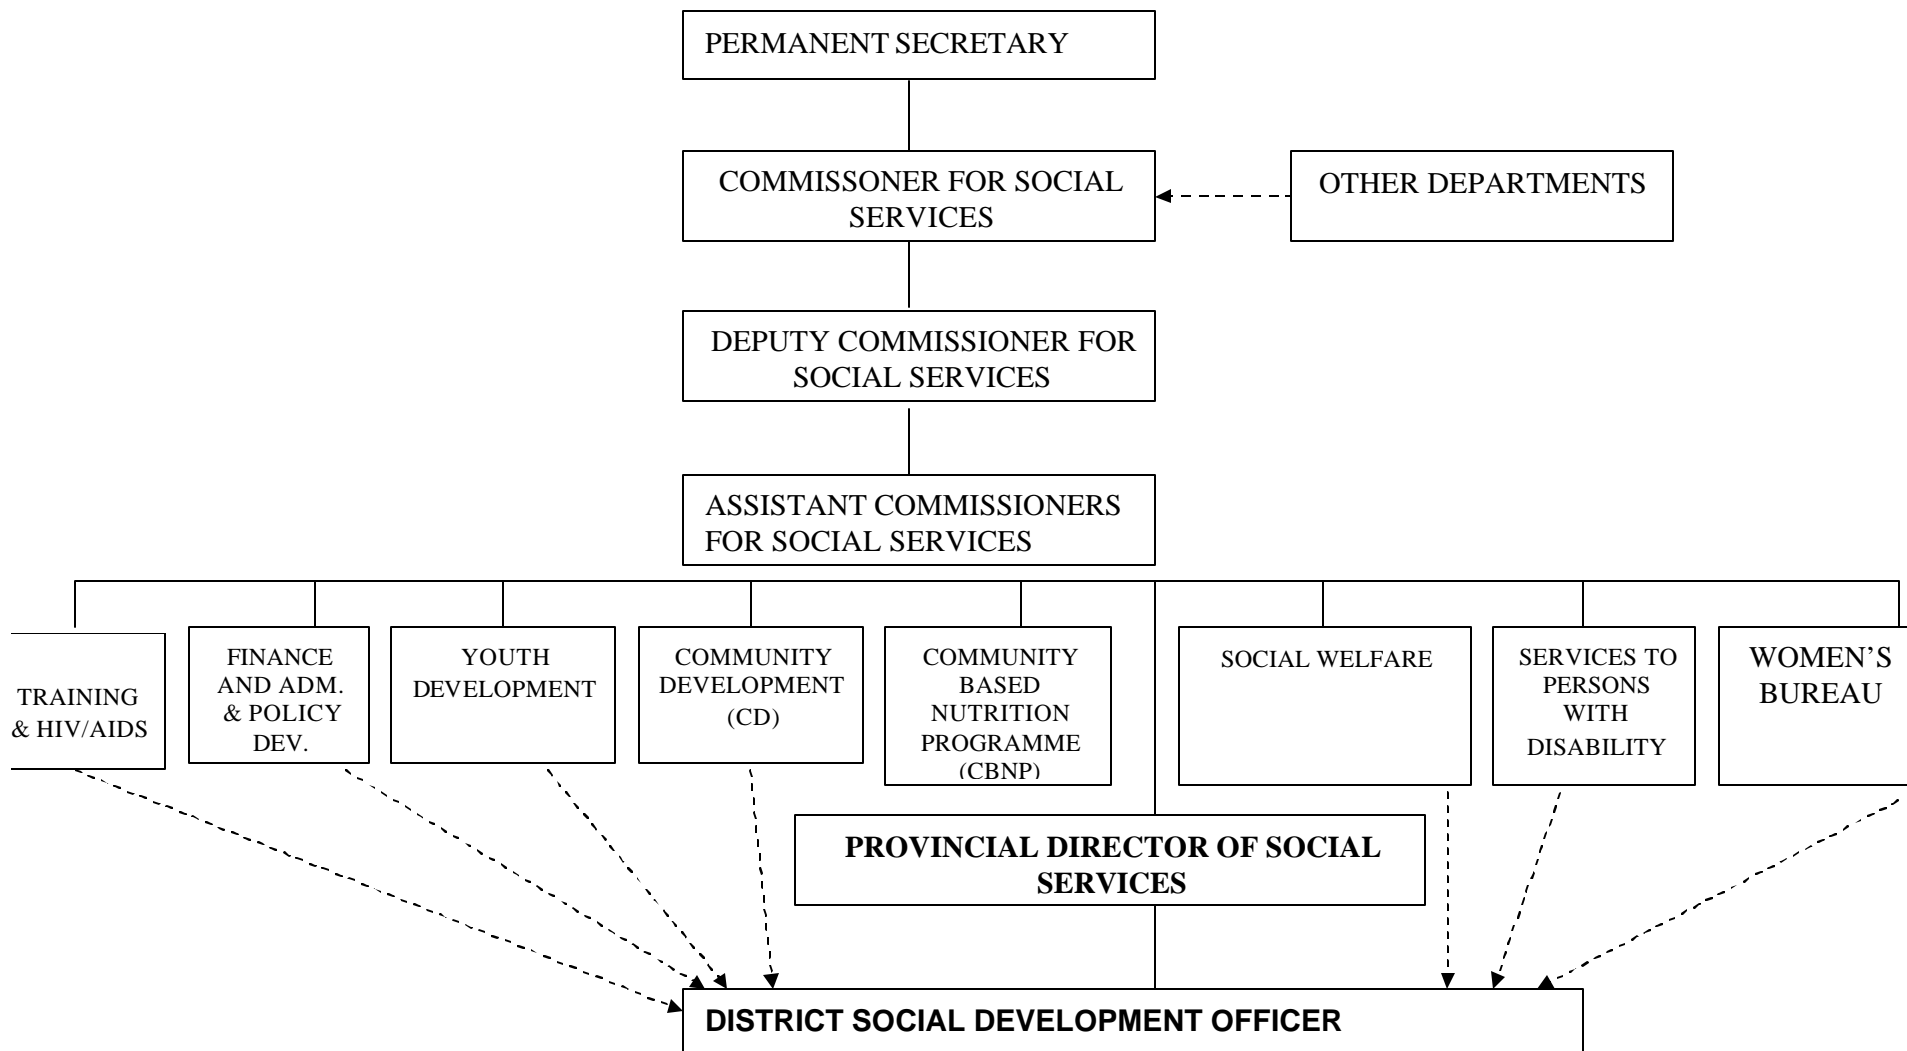 PERMANENT SECRETARY
COMMISSONER FOR SOCIAL
SERVICES
OTHER DEPARTMENTS
DEPUTY COMMISSIONER FOR
SOCIAL SERVICES
ASSISTANT COMMISSIONERS
FOR SOCIAL SERVICES
TRAINING
& HIV/AIDS
FINANCE
AND ADM.
& POLICY
DEV.
YOUTH
DEVELOPMENT
COMMUNITY
DEVELOPMENT
(CD)
COMMUNITY
BASED
NUTRITION
PROGRAMME
(CBNP)
SOCIAL WELFARE
SERVICES TO
PERSONS
WITH
DISABILITY
WOMEN’S
BUREAU
PROVINCIAL DIRECTOR OF SOCIAL
SERVICES
DISTRICT SOCIAL DEVELOPMENT OFFICER